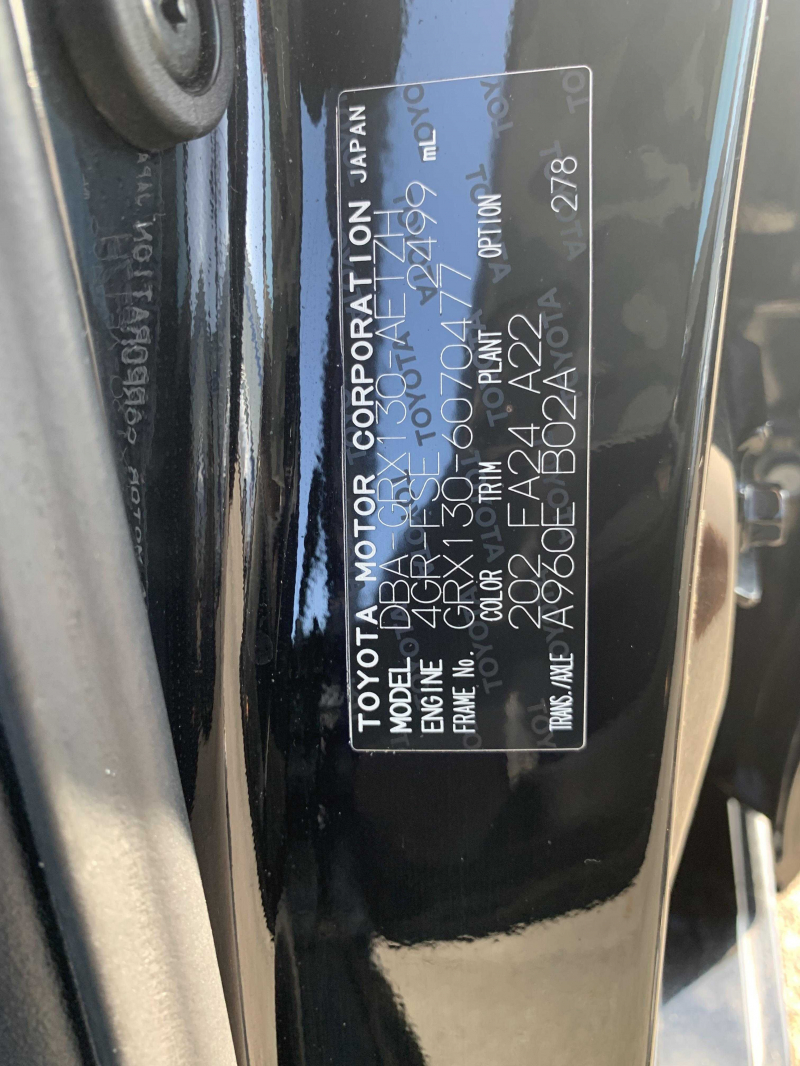 TOYOTA MOTOR CORPORATION JAPAN
MODEL DBA-GRX130-AETZH
ENGINE 4GR-FSE 2499 mL
FRAME No. GRX130-6070477
COLOR TRIM PLANT OPTION
202 FA24 A22
TRANS./AXLE A960E B02A 278